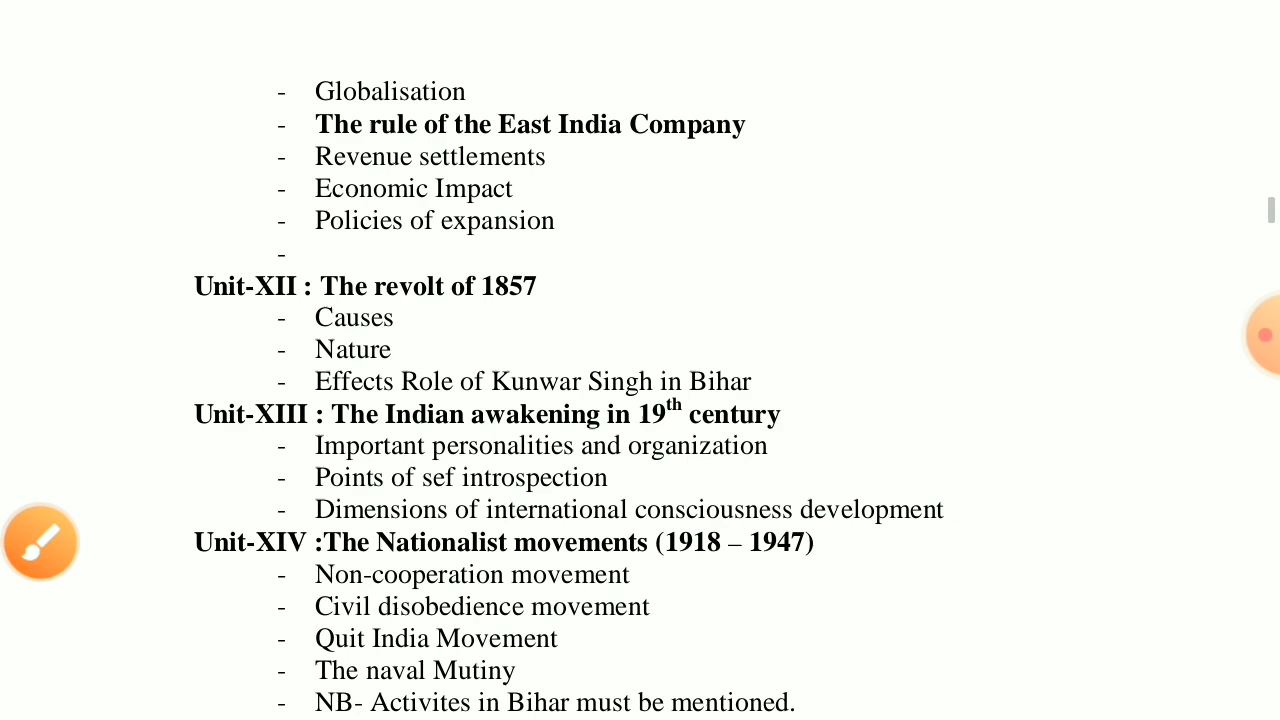 - Globalisation
- The rule of the East India Company
- Revenue settlements
- Economic Impact
- Policies of expansion
-
Unit-XII : The revolt of 1857
- Causes
- Nature
- Effects Role of Kunwar Singh in Bihar
Unit-XIII : The Indian awakening in 19th century
- Important personalities and organization
- Points of sef introspection
- Dimensions of international consciousness development
Unit-XIV :The Nationalist movements (1918 – 1947)
- Non-cooperation movement
- Civil disobedience movement
- Quit India Movement
- The naval Mutiny
- NB- Activites in Bihar must be mentioned.